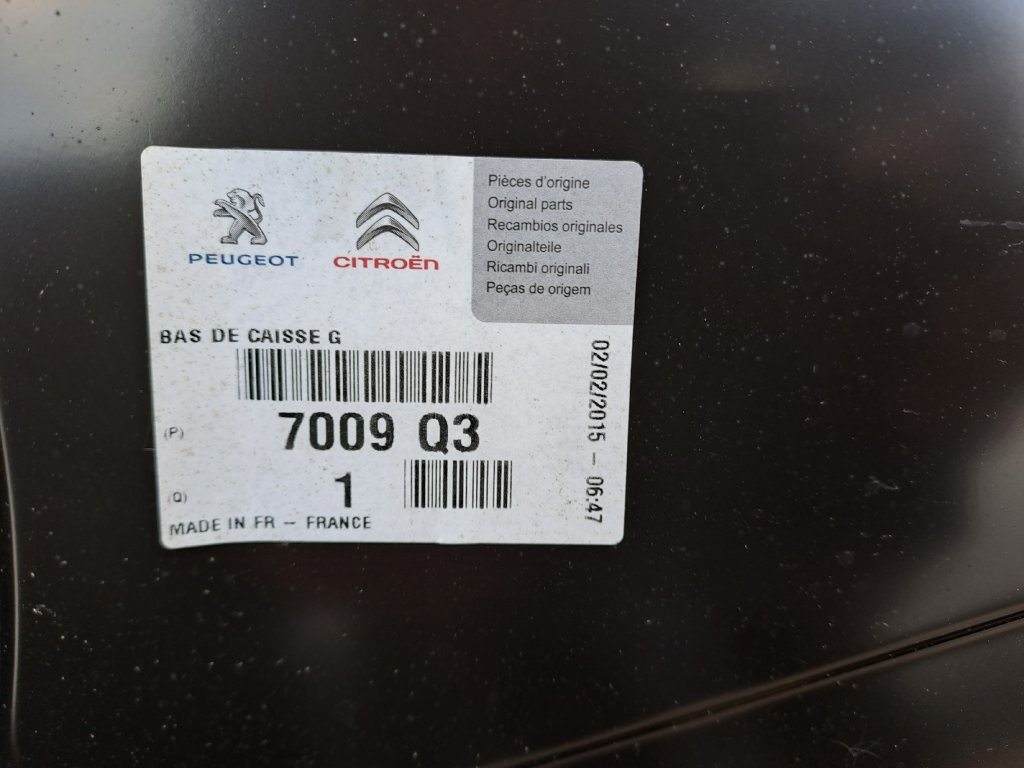 PEUGEOT
CITROËN
Pièces d'origine
Original parts
Recambios originales
Originalteile
Ricambi originali
Peças de origem
BAS DE CAISSE G
(P) 7009 Q3
(Q) 1
MADE IN FR – FRANCE
02/02/2015 – 06:47